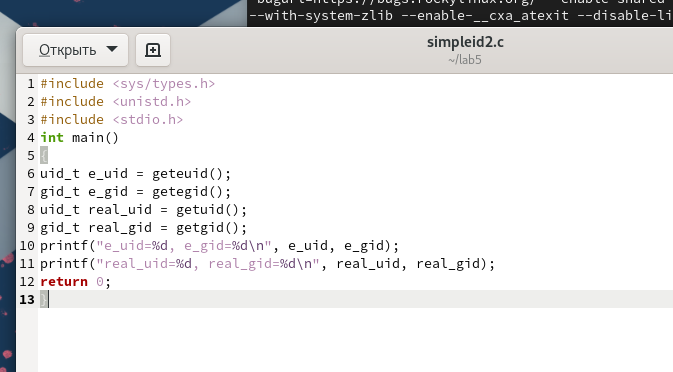 bugurl=https://bugs.rockylinux.org/ --enable-shared
--with-system-zlib --enable-__cxa_atexit --disable-li
Открыть
simpleid2.c
~/lab5
1 #include <sys/types.h>
2 #include <unistd.h>
3 #include <stdio.h>
4 int main()
5 {
6 uid_t e_uid = geteuid();
7 gid_t e_gid = getegid();
8 uid_t real_uid = getuid();
9 gid_t real_gid = getgid();
10 printf("e_uid=%d, e_gid=%d\n", e_uid, e_gid);
11 printf("real_uid=%d, real_gid=%d\n", real_uid, real_gid);
12 return 0;
13 }